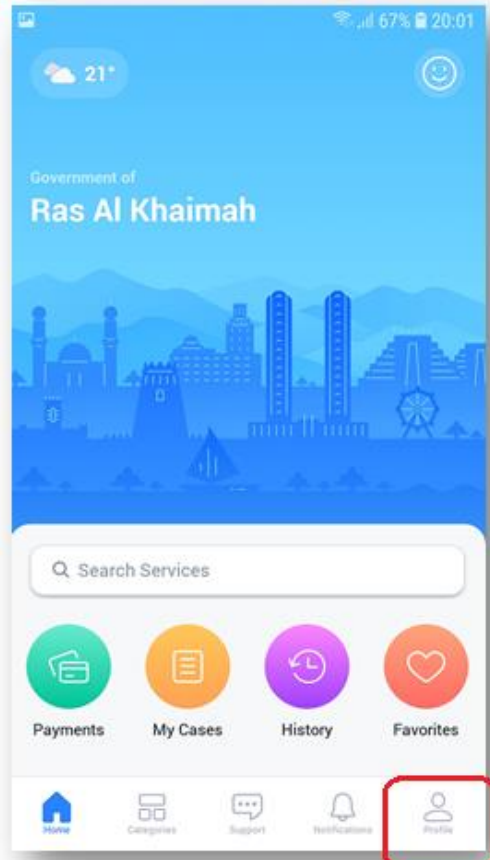 67% 20:01
21°
Government of
Ras Al Khaimah
Search Services
Payments My Cases History Favorites
Home Categories Support Notifications Profile